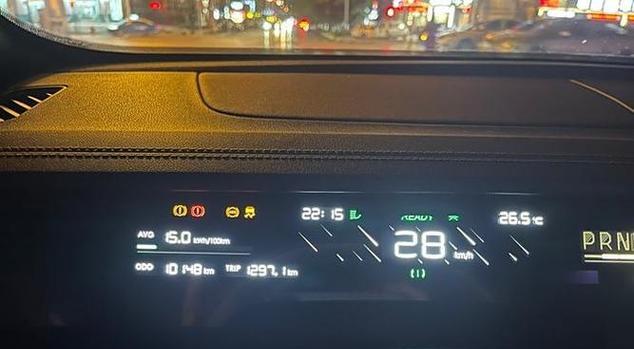 22:15
READY
26.5°C
AVG 15.0 kwh/100km
28 km/h
PRN
ODO 10148 km TRIP 1297.1 km